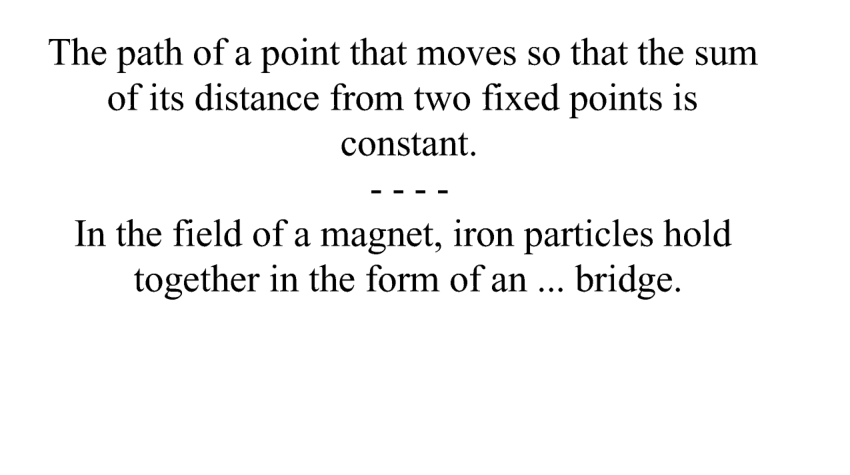 The path of a point that moves so that the sum
of its distance from two fixed points is
constant.
- - - -
In the field of a magnet, iron particles hold
together in the form of an ... bridge.